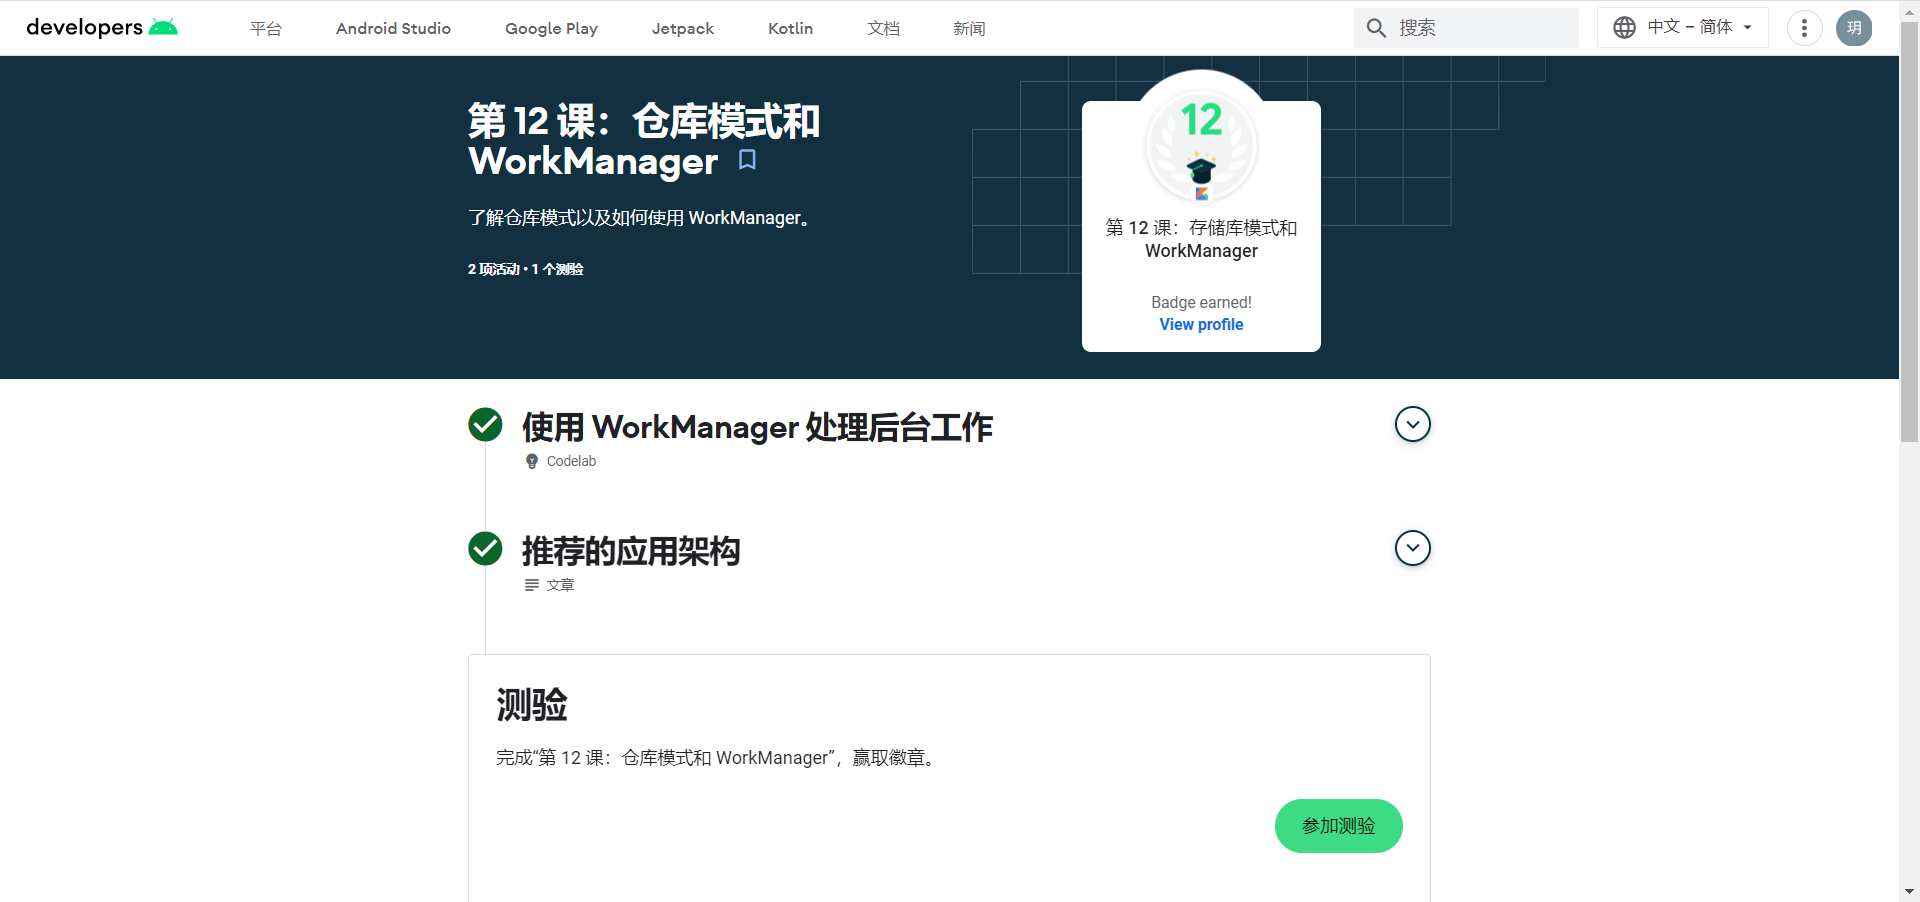 developers
平台
Android Studio
Google Play
Jetpack
Kotlin
文档
新闻
搜索
中文 – 简体
玥
第 12 课：仓库模式和
WorkManager
了解仓库模式以及如何使用 WorkManager。
2 项活动 • 1 个测验
12
第 12 课：存储库模式和
WorkManager
Badge earned!
View profile
使用 WorkManager 处理后台工作
Codelab
推荐的应用架构
文章
测验
完成“第 12 课：仓库模式和 WorkManager”，赢取徽章。
参加测验